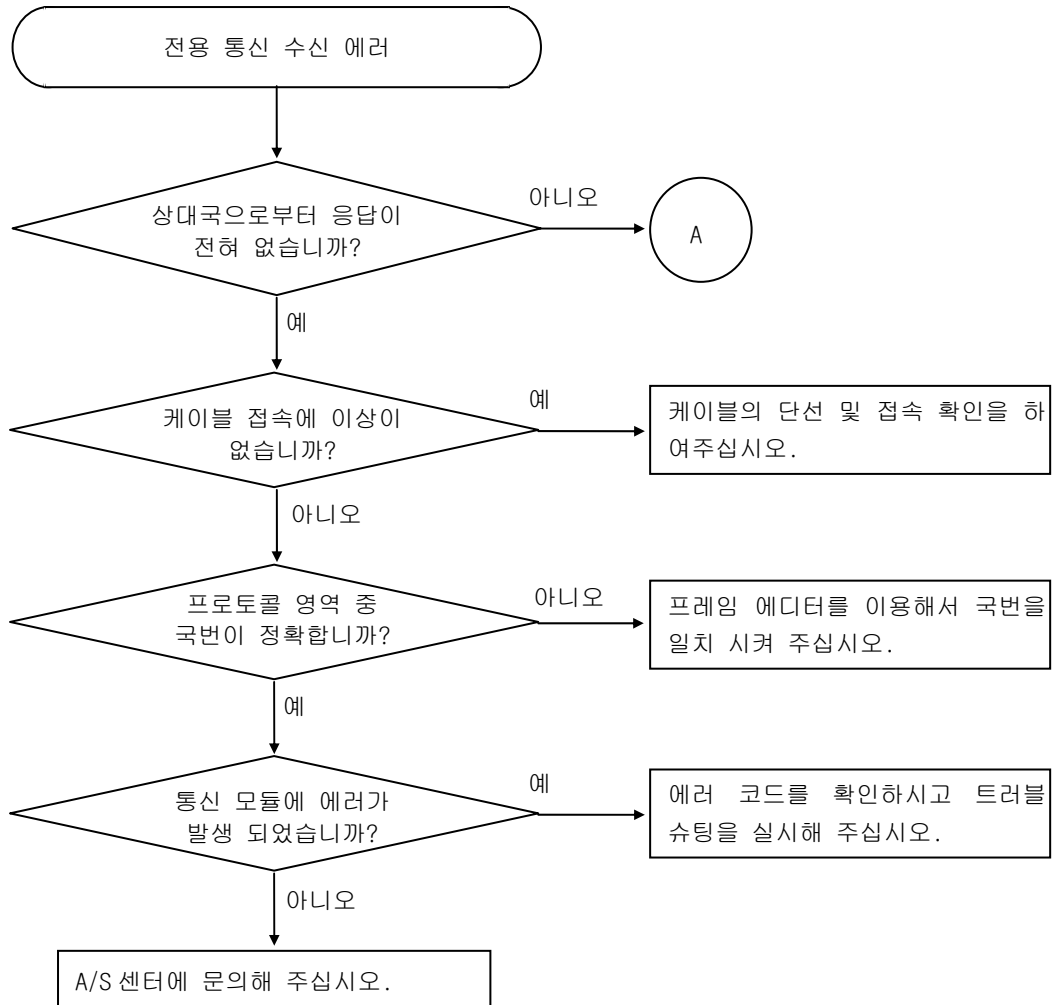 전용 통신 수신 에러
상대국으로부터 응답이
전혀 없습니까?
아니오
A
예
케이블 접속에 이상이
없습니까?
예
케이블의 단선 및 접속 확인을 하
여주십시오.
아니오
프로토콜 영역 중
국번이 정확합니까?
아니오
프레임 에디터를 이용해서 국번을
일치 시켜 주십시오.
예
통신 모듈에 에러가
발생 되었습니까?
예
에러 코드를 확인하시고 트러블
슈팅을 실시해 주십시오.
아니오
A/S센터에 문의해 주십시오.